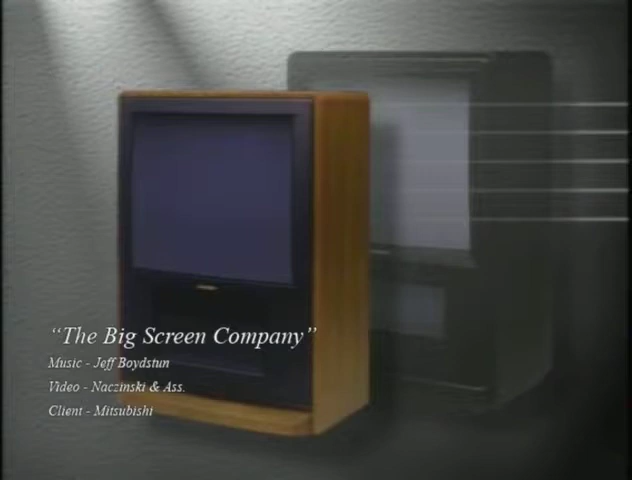 “The Big Screen Company”
Music - Jeff Boydstun
Video - Naczinski & Ass.
Client - Mitsubishi